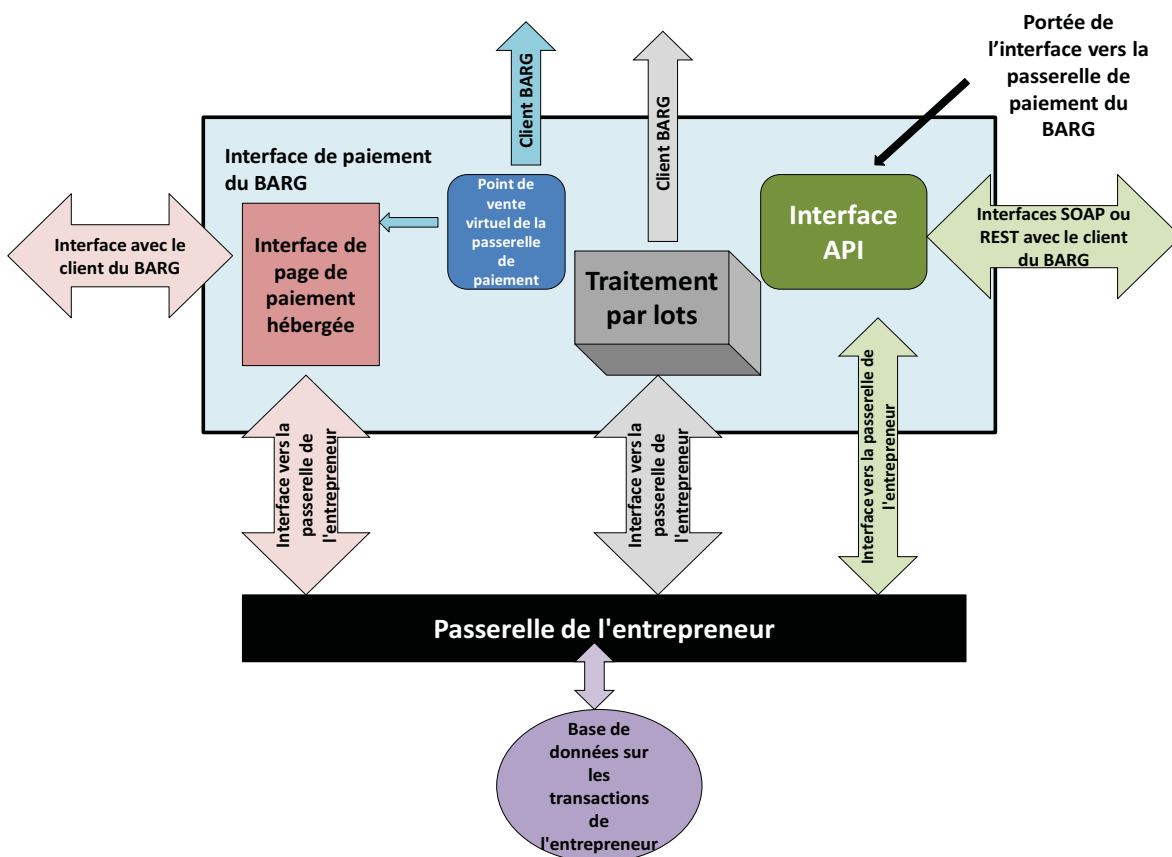 Portée de
l’interface vers la
passerelle de
paiement du
BARG
Client BARG
Client BARG
Interface de paiement
du BARG
Interface avec le
client du BARG
Interface de
page de
paiement
hébergée
Point de
vente
virtuel de la
passerelle
de
paiement
Traitement
par lots
Interface
API
Interfaces SOAP ou
REST avec le client
du BARG
Interface vers la
passerelle de
l'entrepreneur
Interface vers la
passerelle de
l'entrepreneur
Interface vers la passerelle de
l'entrepreneur
Passerelle de l'entrepreneur
Base de
données sur
les
transactions
de
l'entrepreneur